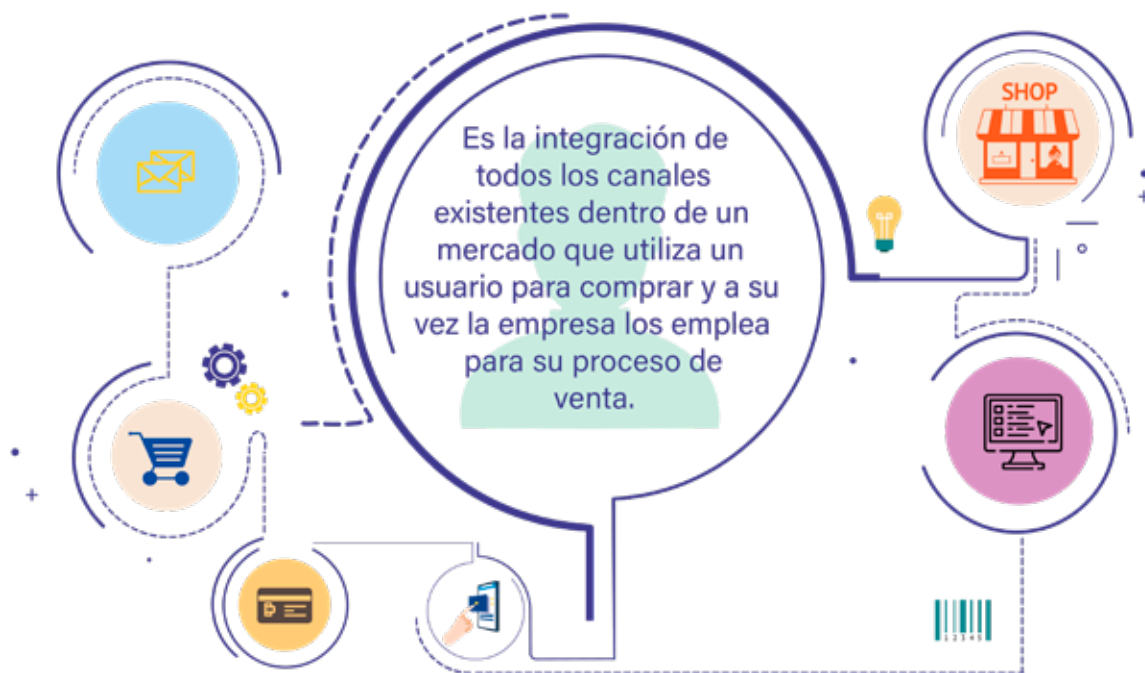 SHOP
Es la integración de
todos los canales
existentes dentro de un
mercado que utiliza un
usuario para comprar y a su
vez la empresa los emplea
para su proceso de
venta.
12345